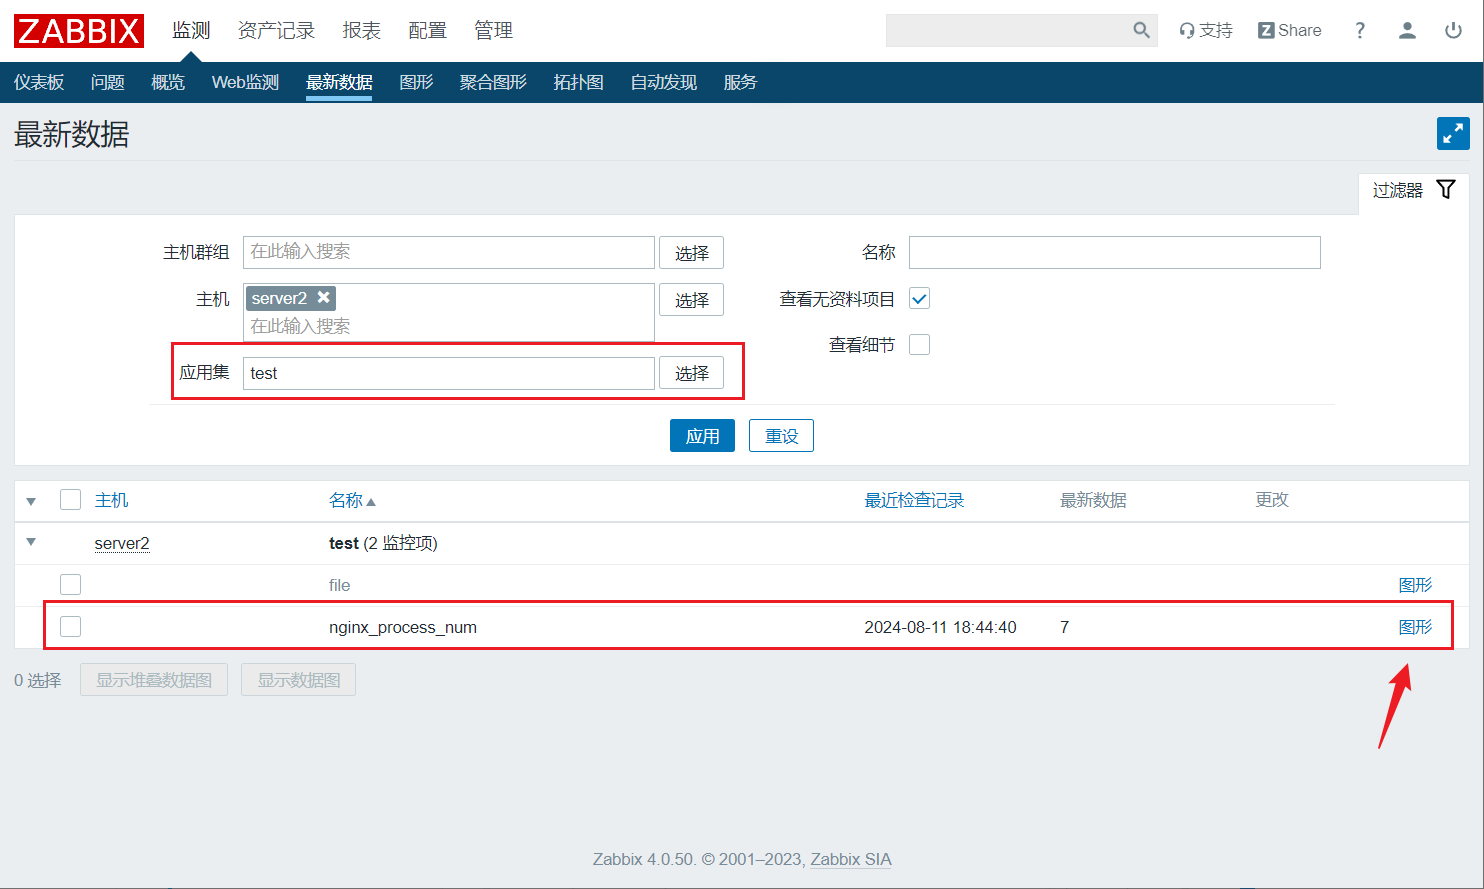 ZABBIX 监测 资产记录 报表 配置 管理 支持 Z Share ?
仪表板 问题 概览 Web监测 最新数据 图形 聚合图形 拓扑图 自动发现 服务
最新数据
过滤器
主机群组 在此输入搜索 选择 名称
主机 server2 选择 查看无资料项目
在此输入搜索
查看细节
应用集 test 选择
应用 重设
主机 名称 最近检查记录 最新数据 更改
server2 test (2 监控项)
file 图形
nginx_process_num 2024-08-11 18:44:40 7 图形
0 选择 显示堆叠数据图 显示数据图
Zabbix 4.0.50. © 2001–2023, Zabbix SIA